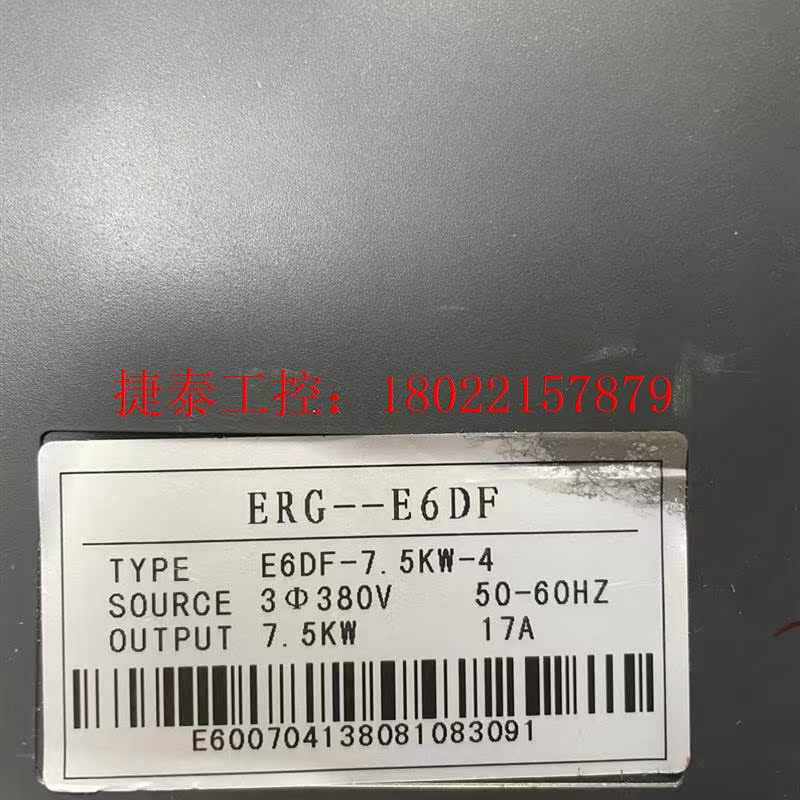 捷泰工控：18022157879
ERG--E6DF
TYPE E6DF-7.5KW-4
SOURCE 3Φ380V 50-60HZ
OUTPUT 7.5KW 17A
E600704138081083091